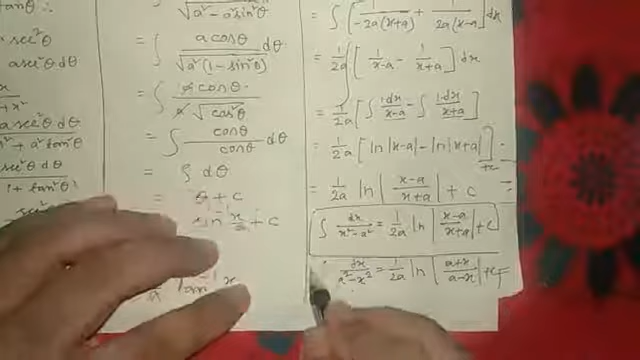 tanθ ∴
a sec²θ
a sec²θ dθ
a sec²θ dθ
a² + a² tan²θ
sec²θ dθ
1 + tan²θ
√a² - a² sin²θ
= ∫ a cosθ / √a²(1 - sin²θ) dθ
= ∫ a cosθ / a √cos²θ
= ∫ cosθ / cosθ dθ
= ∫ dθ
= θ + c
sin⁻¹ x/a + c
tan⁻¹ x
= ∫ [1 / -2a(x+a) + 1 / 2a(x-a)] dx
= 1/2a ∫ [1/x-a - 1/x+a] dx
= 1/2a [∫ 1dx/x-a - ∫ 1dx/x+a]
= 1/2a [ln|x-a| - ln|x+a|] + c
= 1/2a ln |x-a / x+a| + c
∫ dx/x²-a² = 1/2a ln |x-a / x+a| + c
dx/a²-x² = 1/2a ln |a+x / a-x| + c